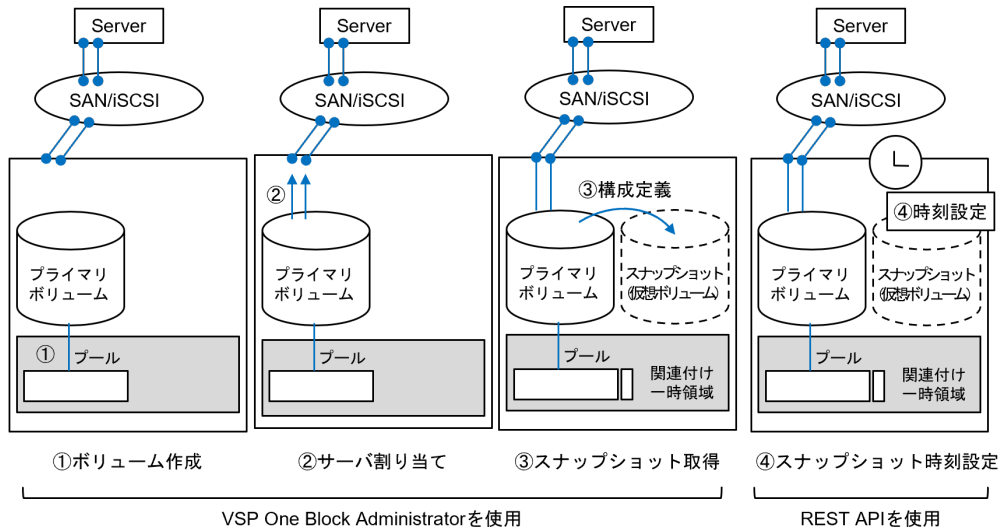 Server
Server
Server
Server
SAN/iSCSI
SAN/iSCSI
SAN/iSCSI
SAN/iSCSI
②
③構成定義
④時刻設定
プライマリ
ボリューム
プライマリ
ボリューム
プライマリ
ボリューム
スナップショット
(仮想ボリューム)
プライマリ
ボリューム
スナップショット
(仮想ボリューム)
①
プール
プール
プール
関連付け
一時領域
プール
関連付け
一時領域
①ボリューム作成
②サーバ割り当て
③スナップショット取得
④スナップショット時刻設定
VSP One Block Administratorを使用
REST APIを使用